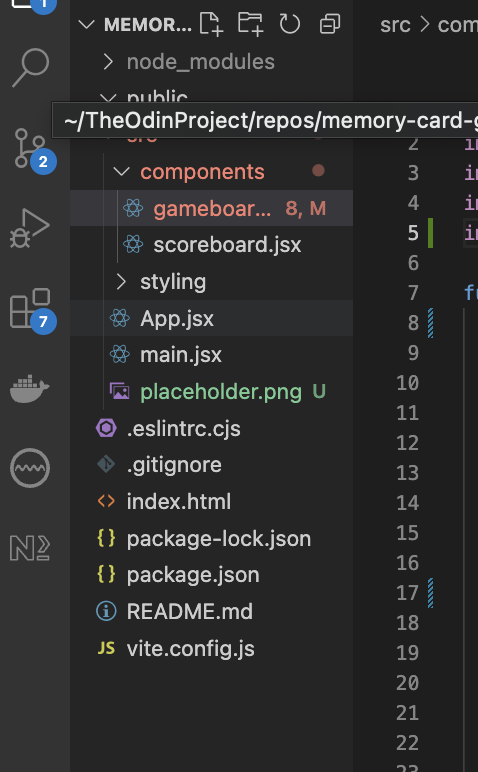 1
MEMOR...
src > com
node_modules
public
~/TheOdinProject/repos/memory-card-g
src
2
components
3
gameboar... 8, M
4
scoreboard.jsx
5
styling
6
App.jsx
7
main.jsx
8
placeholder.png U
9
.eslintrc.cjs
10
.gitignore
11
index.html
12
package-lock.json
13
package.json
14
README.md
15
JS vite.config.js
16
17
18
19
20
21
22
23
2
7